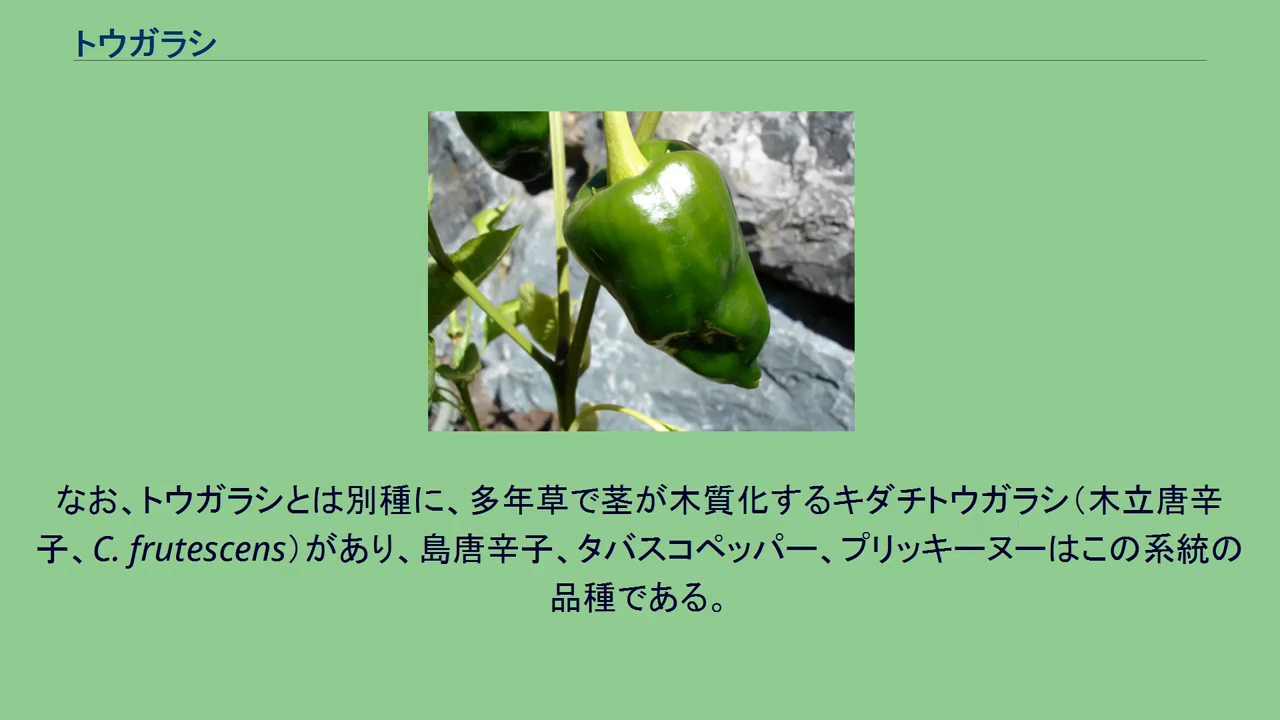 トウガラシ
なお、トウガラシとは別種に、多年草で茎が木質化するキダチトウガラシ（木立唐辛
子、C. frutescens）があり、島唐辛子、タバスコペッパー、プリッキーヌーはこの系統の
品種である。